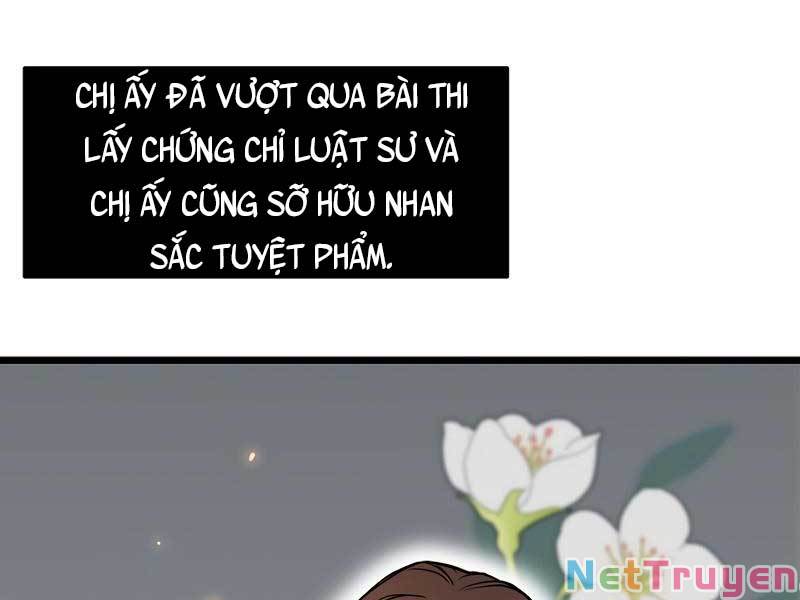 CHỊ ẤY ĐÃ VƯỢT QUA BÀI THI
LẤY CHỨNG CHỈ LUẬT SƯ VÀ
CHỊ ẤY CŨNG SỠ HỮU NHAN
SẮC TUYỆT PHẨM.
NetTruyen